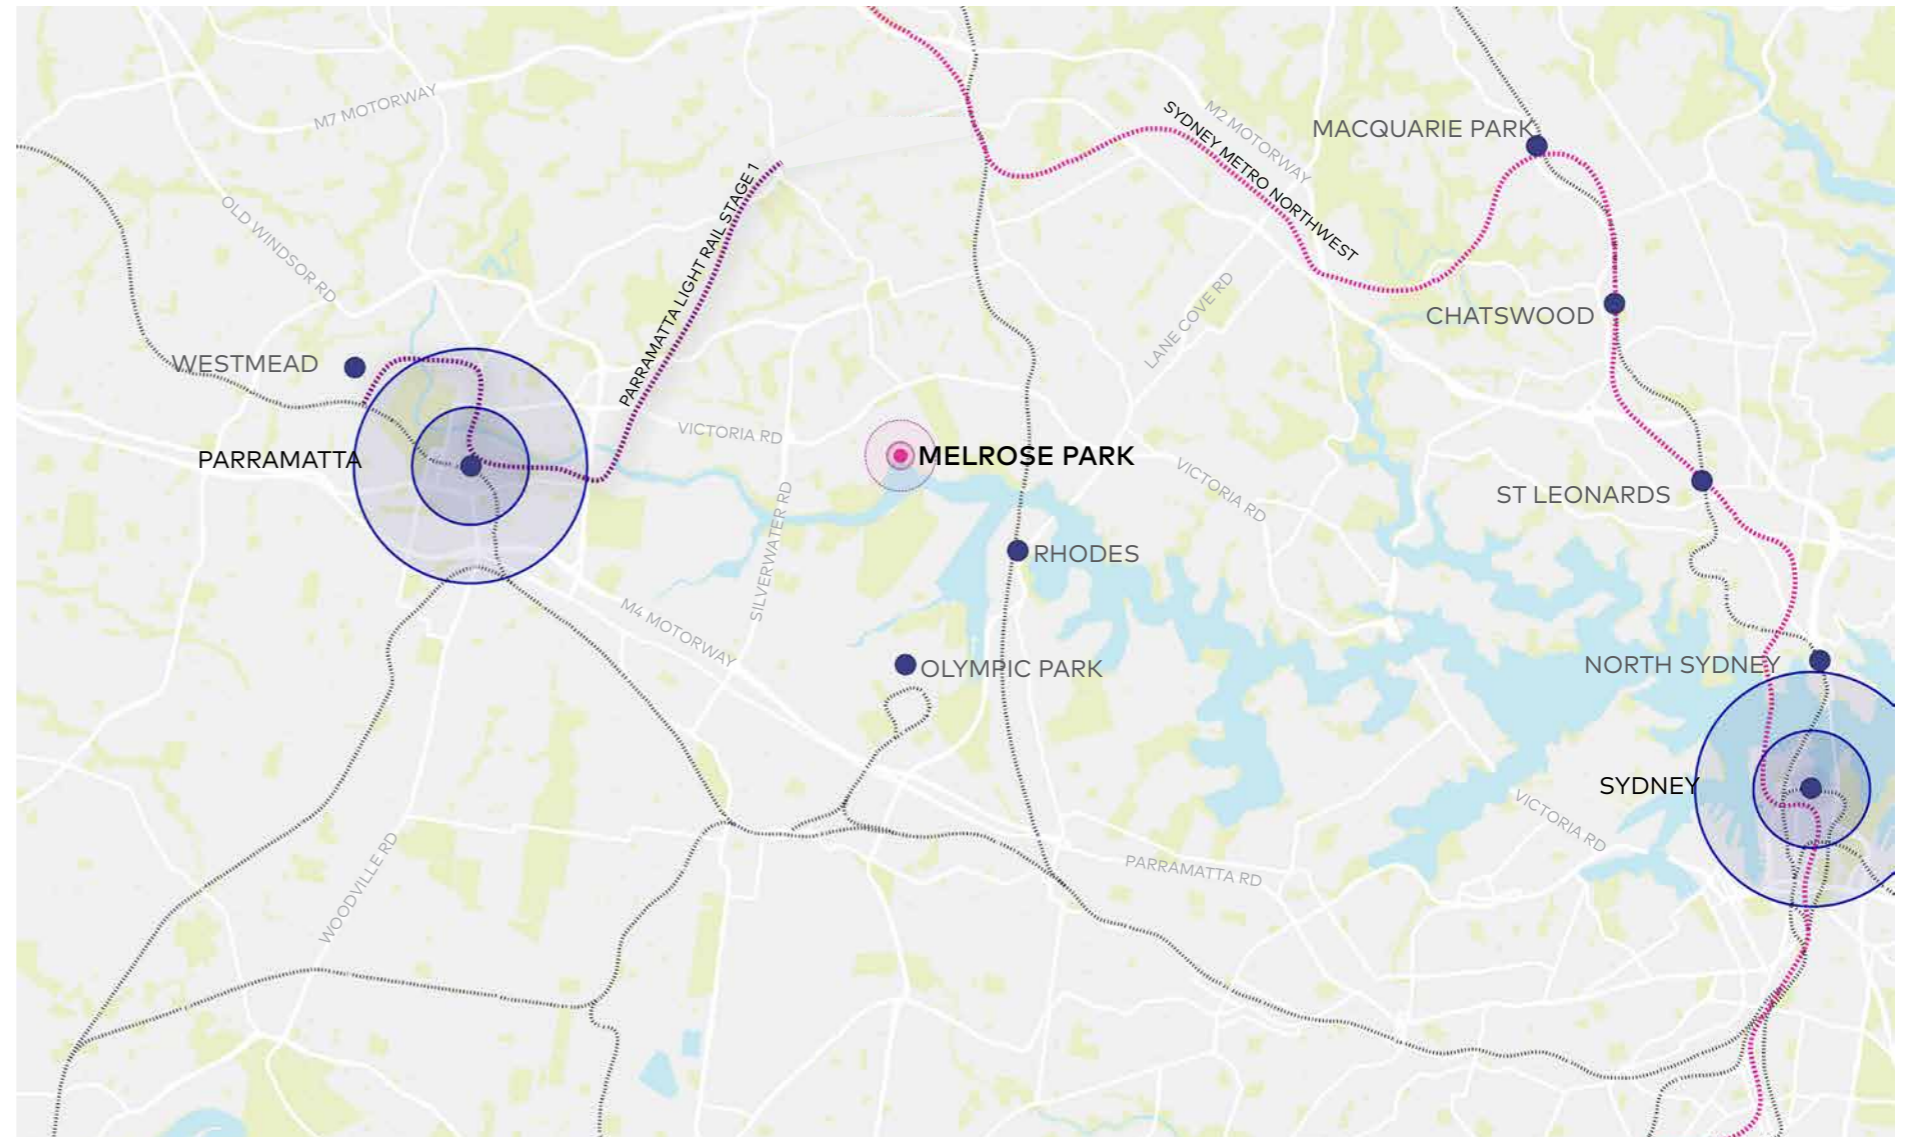 M7 MOTORWAY
SYDNEY METRO NORTHWEST
M2 MOTORWAY
MACQUARIE PARK
OLD WINDSOR RD
PARRAMATTA LIGHT RAIL STAGE 1
LANE COVE RD
CHATSWOOD
WESTMEAD
VICTORIA RD
PARRAMATTA
MELROSE PARK
VICTORIA RD
ST LEONARDS
SILVERWATER RD
RHODES
M4 MOTORWAY
OLYMPIC PARK
NORTH SYDNEY
SYDNEY
VICTORIA RD
WOODVILLE RD
PARRAMATTA RD